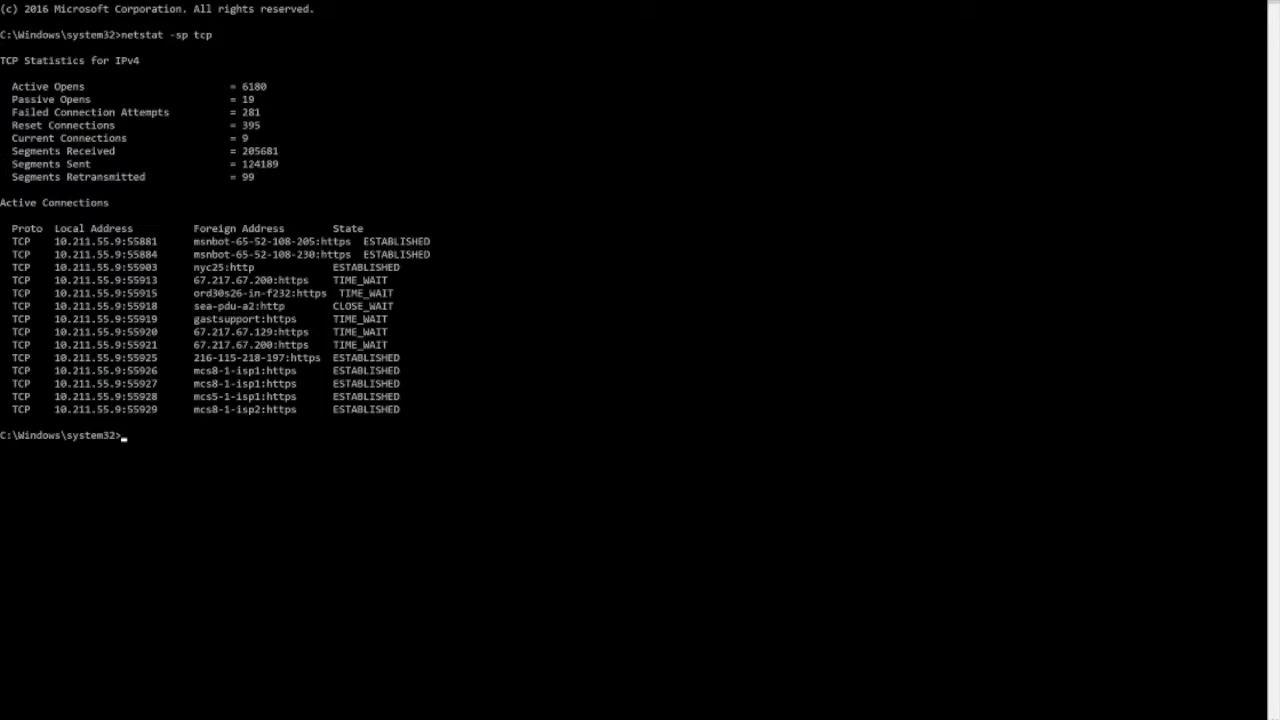 (c) 2016 Microsoft Corporation. All rights reserved.
C:\Windows\system32>netstat -sp tcp
TCP Statistics for IPv4
Active Opens = 6180
Passive Opens = 19
Failed Connection Attempts = 281
Reset Connections = 395
Current Connections = 9
Segments Received = 205681
Segments Sent = 124189
Segments Retransmitted = 99
Active Connections
Proto Local Address Foreign Address State
TCP 10.211.55.9:55881 msnbot-65-52-108-205:https ESTABLISHED
TCP 10.211.55.9:55884 msnbot-65-52-108-230:https ESTABLISHED
TCP 10.211.55.9:55903 nyc25:http ESTABLISHED
TCP 10.211.55.9:55913 67.217.67.200:https TIME_WAIT
TCP 10.211.55.9:55915 ord30s26-in-f232:https TIME_WAIT
TCP 10.211.55.9:55918 sea-pdu-a2:http CLOSE_WAIT
TCP 10.211.55.9:55919 gastsupport:https TIME_WAIT
TCP 10.211.55.9:55920 67.217.67.129:https TIME_WAIT
TCP 10.211.55.9:55921 67.217.67.200:https TIME_WAIT
TCP 10.211.55.9:55925 216-115-218-197:https ESTABLISHED
TCP 10.211.55.9:55926 mcs8-1-isp1:https ESTABLISHED
TCP 10.211.55.9:55927 mcs8-1-isp1:https ESTABLISHED
TCP 10.211.55.9:55928 mcs5-1-isp1:https ESTABLISHED
TCP 10.211.55.9:55929 mcs8-1-isp2:https ESTABLISHED
C:\Windows\system32>